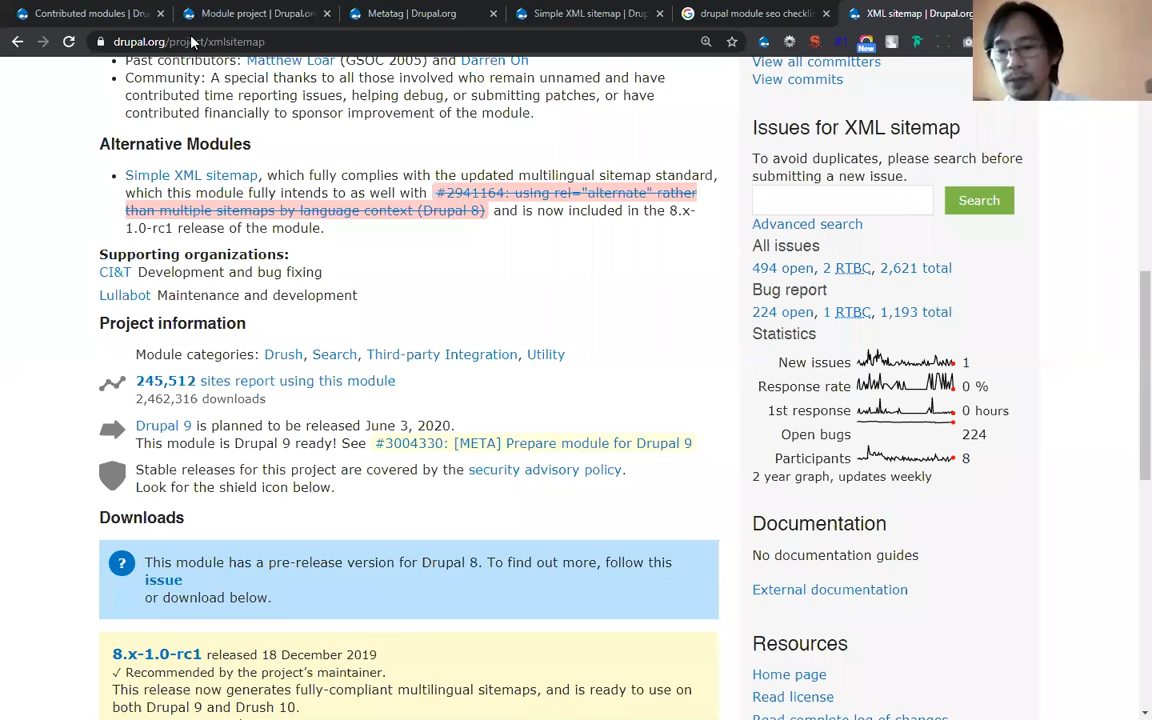 Contributed modules | Drup
Module project | Drupal.o
Metatag | Drupal.org
Simple XML sitemap | Drup
drupal module seo checkli
XML sitemap | Drupal.org
drupal.org/project/xmlsitemap
New
Past contributors: Matthew Loar (GSOC 2005) and Darren Oh
Community: A special thanks to all those involved who remain unnamed and have
contributed time reporting issues, helping debug, or submitting patches, or have
contributed financially to sponsor improvement of the module.
Alternative Modules
Simple XML sitemap, which fully complies with the updated multilingual sitemap standard,
which this module fully intends to as well with #2941164: using rel="alternate" rather
than multiple sitemaps by language context (Drupal 8) and is now included in the 8.x-
1.0-rc1 release of the module.
Supporting organizations:
CI&T Development and bug fixing
Lullabot Maintenance and development
Project information
Module categories: Drush, Search, Third-party Integration, Utility
245,512 sites report using this module
2,462,316 downloads
Drupal 9 is planned to be released June 3, 2020.
This module is Drupal 9 ready! See #3004330: [META] Prepare module for Drupal 9
Stable releases for this project are covered by the security advisory policy.
Look for the shield icon below.
Downloads
? This module has a pre-release version for Drupal 8. To find out more, follow this
issue
or download below.
8.x-1.0-rc1 released 18 December 2019
✓ Recommended by the project's maintainer.
This release now generates fully-compliant multilingual sitemaps, and is ready to use on
both Drupal 9 and Drush 10.
View all committers
View commits
Issues for XML sitemap
To avoid duplicates, please search before
submitting a new issue.
Search
Advanced search
All issues
494 open, 2 RTBC, 2,621 total
Bug report
224 open, 1 RTBC, 1,193 total
Statistics
New issues 1
Response rate 0 %
1st response 0 hours
Open bugs 224
Participants 8
2 year graph, updates weekly
Documentation
No documentation guides
External documentation
Resources
Home page
Read license
Read complete log of changes